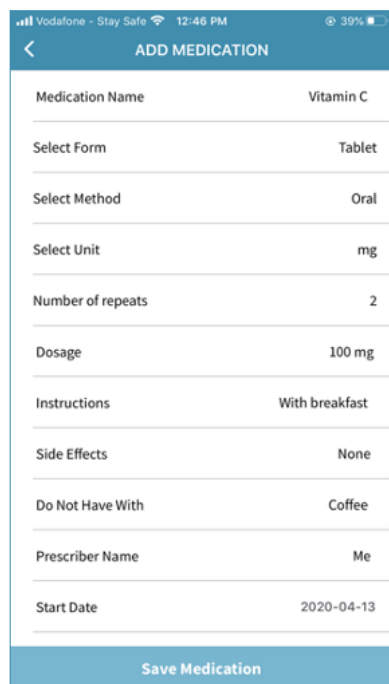 Vodafone - Stay Safe 12:46 PM 39%
ADD MEDICATION
Medication Name Vitamin C
Select Form Tablet
Select Method Oral
Select Unit mg
Number of repeats 2
Dosage 100 mg
Instructions With breakfast
Side Effects None
Do Not Have With Coffee
Prescriber Name Me
Start Date 2020-04-13
Save Medication